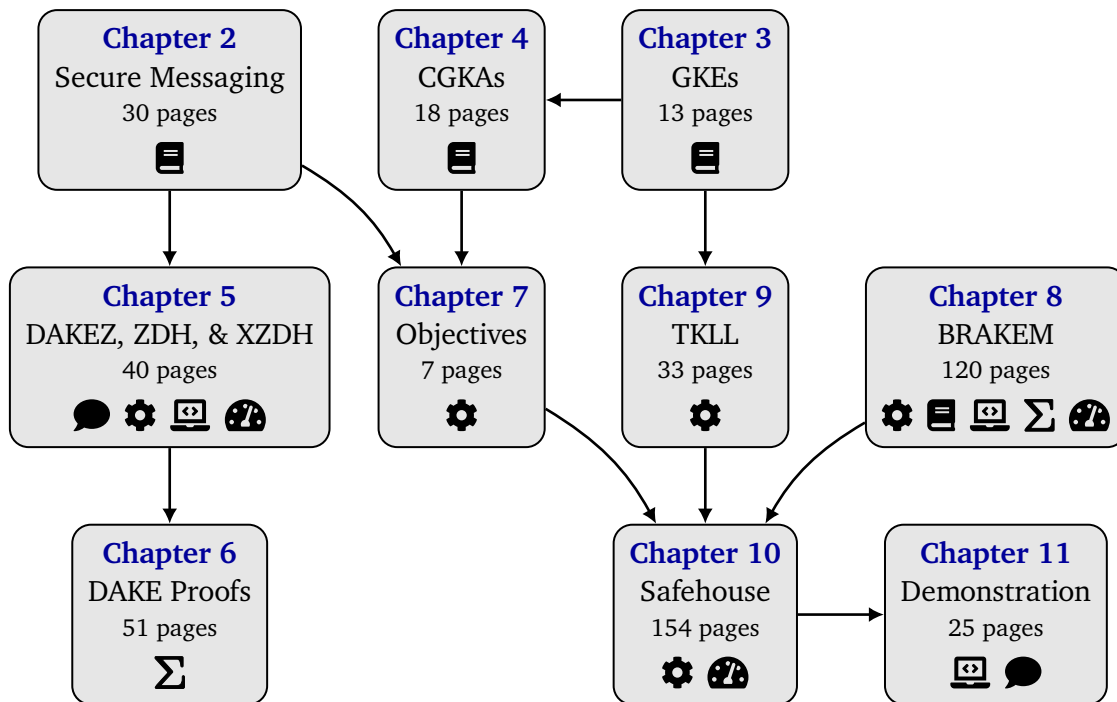 Chapter 2
Secure Messaging
30 pages
Chapter 4
CGKAs
18 pages
Chapter 3
GKEs
13 pages
Chapter 5
DAKEZ, ZDH, & XZDH
40 pages
Chapter 7
Objectives
7 pages
Chapter 9
TKLL
33 pages
Chapter 8
BRAKEM
120 pages
Σ
Chapter 6
DAKE Proofs
51 pages
Σ
Chapter 10
Safehouse
154 pages
Chapter 11
Demonstration
25 pages